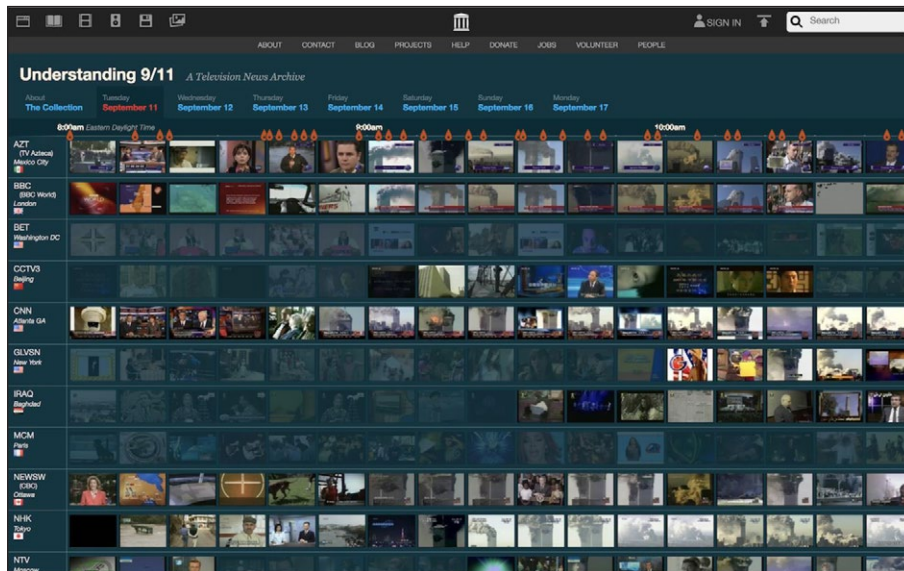 SIGN IN
Search
ABOUT CONTACT BLOG PROJECTS HELP DONATE JOBS VOLUNTEER PEOPLE
Understanding 9/11 A Television News Archive
About Tuesday Wednesday Thursday Friday Saturday Sunday Monday
The Collection September 11 September 12 September 13 September 14 September 15 September 16 September 17
8:00am Eastern Daylight Time 9:00am 10:00am
AZT
(TV Azteca)
Mexico City
BBC
(BBC World)
London
BET
Washington DC
CCTV3
Beijing
CNN
Atlanta GA
GLVSN
New York
IRAQ
Baghdad
MCM
Paris
NEWSW
(CBC)
Ottawa
NHK
Tokyo
NTV
Moscow